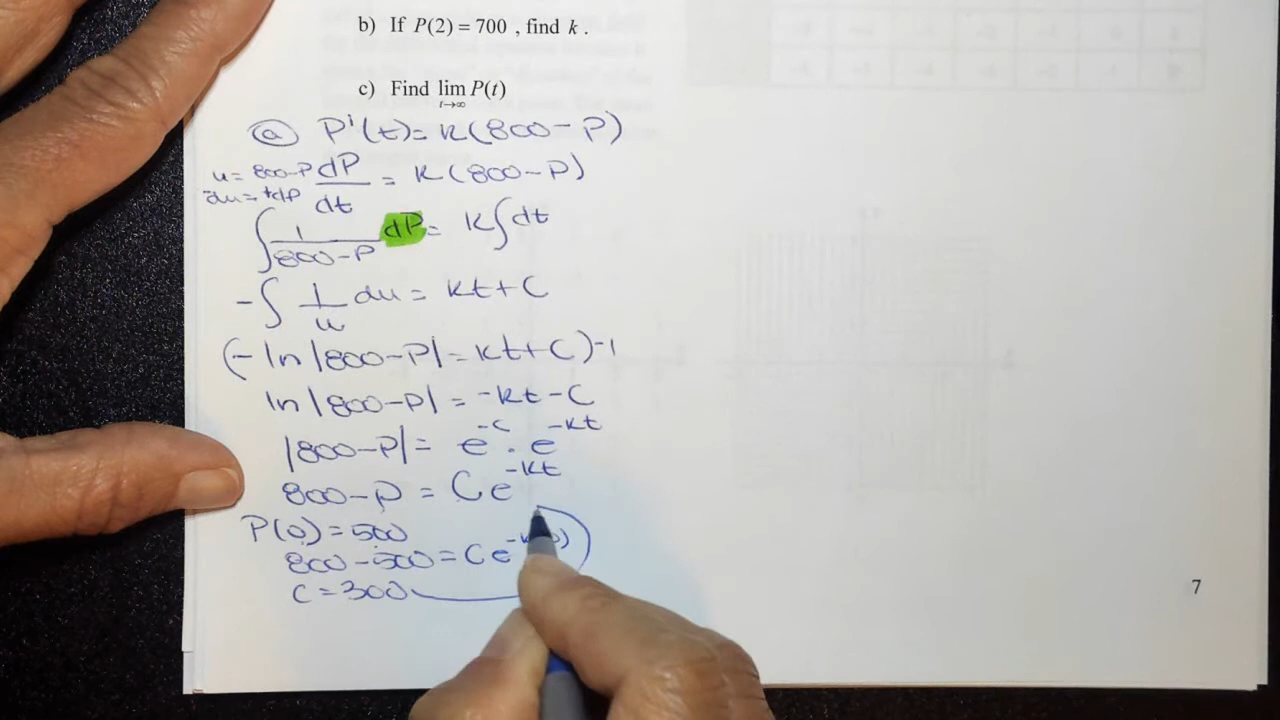 b) If P(2) = 700 , find k .
c) Find lim P(t)
t→∞
ⓐ P'(t) = k(800 - P)
u = 800-P dP/dt = k(800 - P)
-du = +dP
∫ 1/(800-P) dP = k∫dt
-∫ 1/u du = kt + C
(-ln|800-P| = kt + C) -1
ln|800-P| = -kt - C
|800-P| = e^-c . e^-kt
800-P = Ce^-kt
P(0) = 500
800 - 500 = Ce
C = 300
7